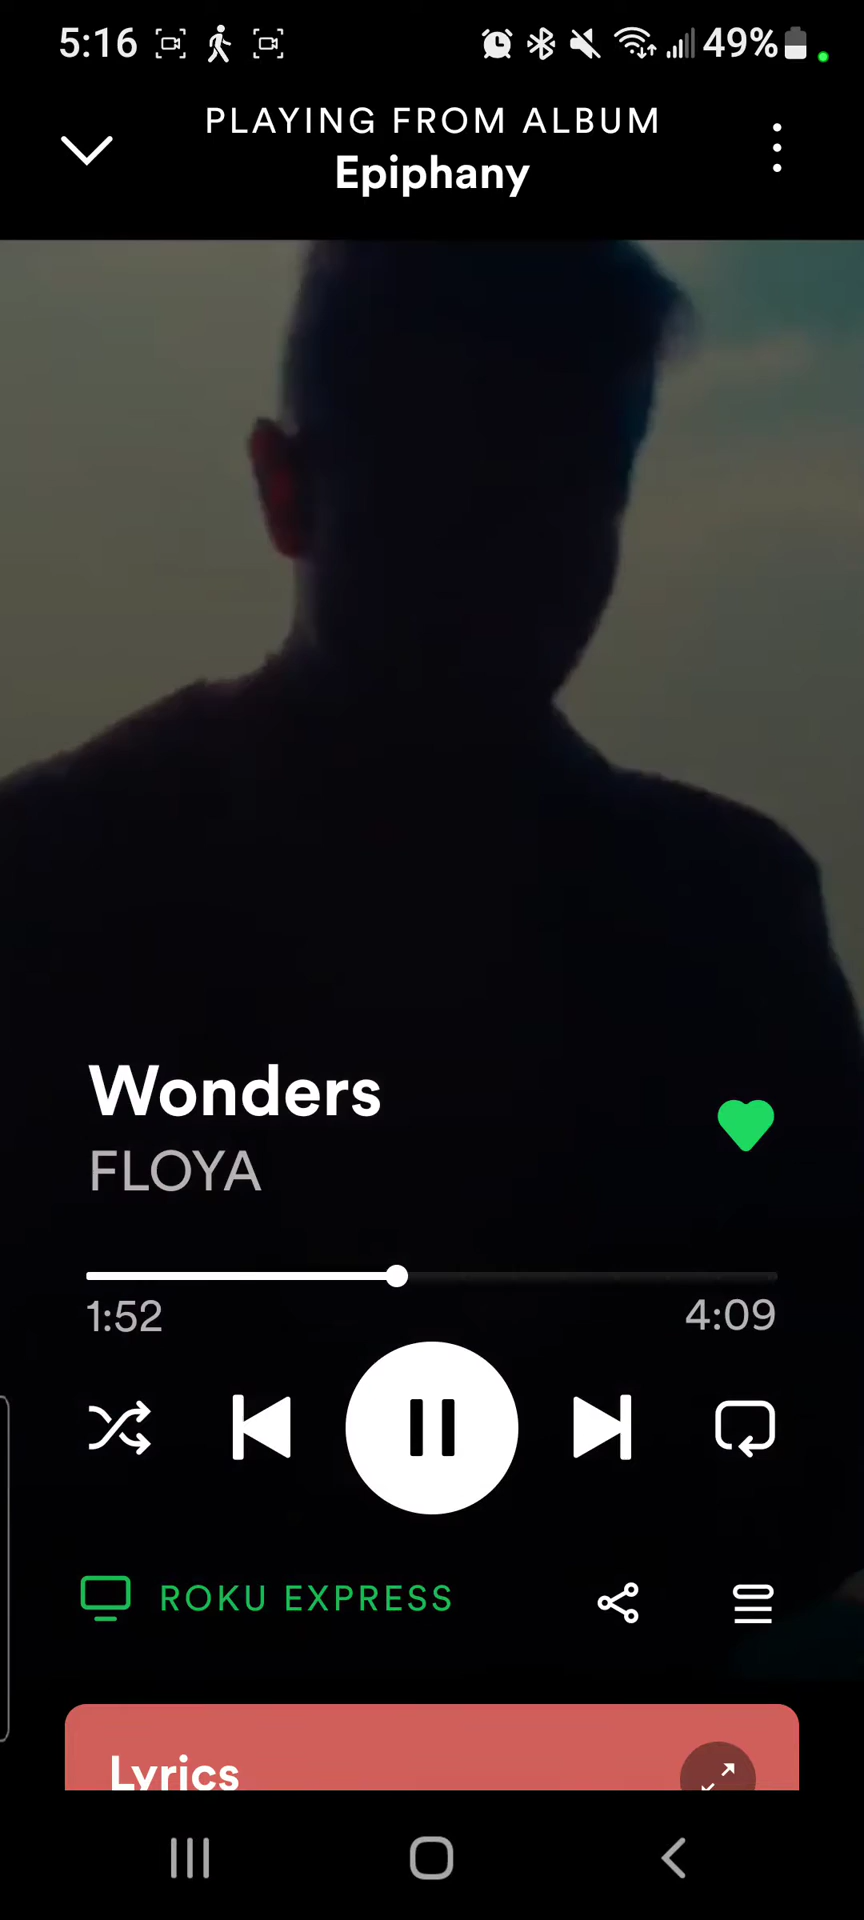 5:16
49%
PLAYING FROM ALBUM
Epiphany
Wonders
FLOYA
1:52
4:09
ROKU EXPRESS
Lyrics